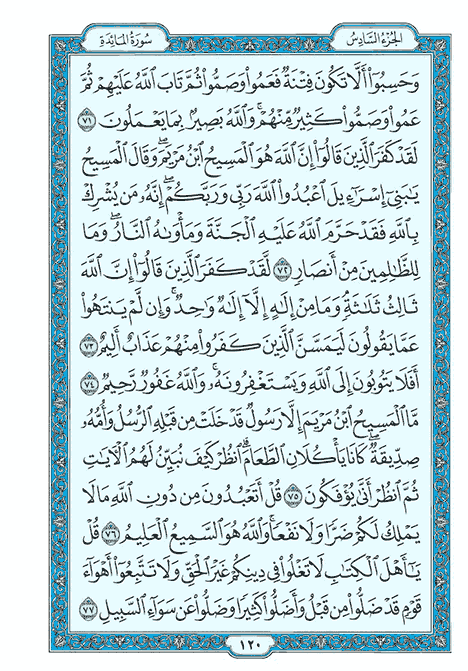 الجزء السادس
سورة المائدة
وَحَسِبُوٓا۟ أَلَّا تَكُونَ فِتْنَةٌ فَعَمُوا۟ وَصَمُّوا۟ ثُمَّ تَابَ ٱللَّهُ عَلَيْهِمْ ثُمَّ
عَمُوا۟ وَصَمُّوا۟ كَثِيرٌ مِّنْهُمْ ۚ وَٱللَّهُ بَصِيرٌۢ بِمَا يَعْمَلُونَ ٧١
لَقَدْ كَفَرَ ٱلَّذِينَ قَالُوٓا۟ إِنَّ ٱللَّهَ هُوَ ٱلْمَسِيحُ ٱبْنُ مَرْيَمَ ۖ وَقَالَ ٱلْمَسِيحُ
يَٰبَنِىٓ إِسْرَٰٓءِيلَ ٱعْبُدُوا۟ ٱللَّهَ رَبِّى وَرَبَّكُمْ ۖ إِنَّهُۥ مَن يُشْرِكْ
بِٱللَّهِ فَقَدْ حَرَّمَ ٱللَّهُ عَلَيْهِ ٱلْجَنَّةَ وَمَأْوَىٰهُ ٱلنَّارُ ۖ وَمَا
لِلظَّٰلِمِينَ مِنْ أَنصَارٍ ٧٢ لَّقَدْ كَفَرَ ٱلَّذِينَ قَالُوٓا۟ إِنَّ ٱللَّهَ
ثَالِثُ ثَلَٰثَةٍ ۘ وَمَا مِنْ إِلَٰهٍ إِلَّآ إِلَٰهٌ وَٰحِدٌ ۚ وَإِن لَّمْ يَنتَهُوا۟
عَمَّا يَقُولُونَ لَيَمَسَّنَّ ٱلَّذِينَ كَفَرُوا۟ مِنْهُمْ عَذَابٌ أَلِيمٌ ٧٣
أَفَلَا يَتُوبُونَ إِلَى ٱللَّهِ وَيَسْتَغْفِرُونَهُۥ ۚ وَٱللَّهُ غَفُورٌ رَّحِيمٌ ٧٤
مَّا ٱلْمَسِيحُ ٱبْنُ مَرْيَمَ إِلَّا رَسُولٌ قَدْ خَلَتْ مِن قَبْلِهِ ٱلرُّسُلُ وَأُمُّهُۥ
صِدِّيقَةٌ ۖ كَانَا يَأْكُلَانِ ٱلطَّعَامَ ۗ ٱنظُرْ كَيْفَ نُبَيِّنُ لَهُمُ ٱلْءَايَٰتِ
ثُمَّ ٱنظُرْ أَنَّىٰ يُؤْفَكُونَ ٧٥ قُلْ أَتَعْبُدُونَ مِن دُونِ ٱللَّهِ مَا لَا
يَمْلِكُ لَكُمْ ضَرًّا وَلَا نَفْعًا ۚ وَٱللَّهُ هُوَ ٱلسَّمِيعُ ٱلْعَلِيمُ ٧٦ قُلْ
يَٰٓأَهْلَ ٱلْكِتَٰبِ لَا تَغْلُوا۟ فِى دِينِكُمْ غَيْرَ ٱلْحَقِّ وَلَا تَتَّبِعُوٓا۟ أَهْوَآءَ
قَوْمٍ قَدْ ضَلُّوا۟ مِن قَبْلُ وَأَضَلُّوا۟ كَثِيرًا وَضَلُّوا۟ عَن سَوَآءِ ٱلسَّبِيلِ ٧٧
١٢٠